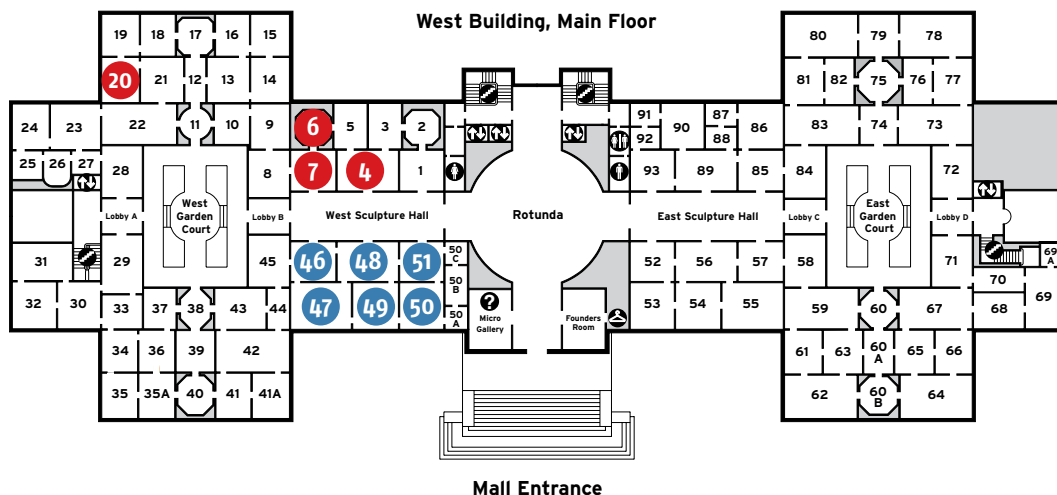 West Building, Main Floor
19 18 17 16 15
80 79 78
20 21 12 13 14
81 82 75 76 77
24 23 22 11 10 9 6 5 3 2
91 90 87 86 83 74 73
92 88
25 26 27 28 8 7 4 1
93 89 85 84 72
Lobby A West Garden Court Lobby B West Sculpture Hall Rotunda East Sculpture Hall Lobby C East Garden Court Lobby D
31 29 45 46 48 51 50 C
52 56 57 58 71 69 A
32 30 33 37 38 43 44 47 49 50 50 B
50 A
? Micro Gallery
Founders Room
53 54 55 59 60 67 70 68 69
34 36 39 42
61 63 60 A 65 66
35 35A 40 41 41A
62 60 B 64
Mall Entrance